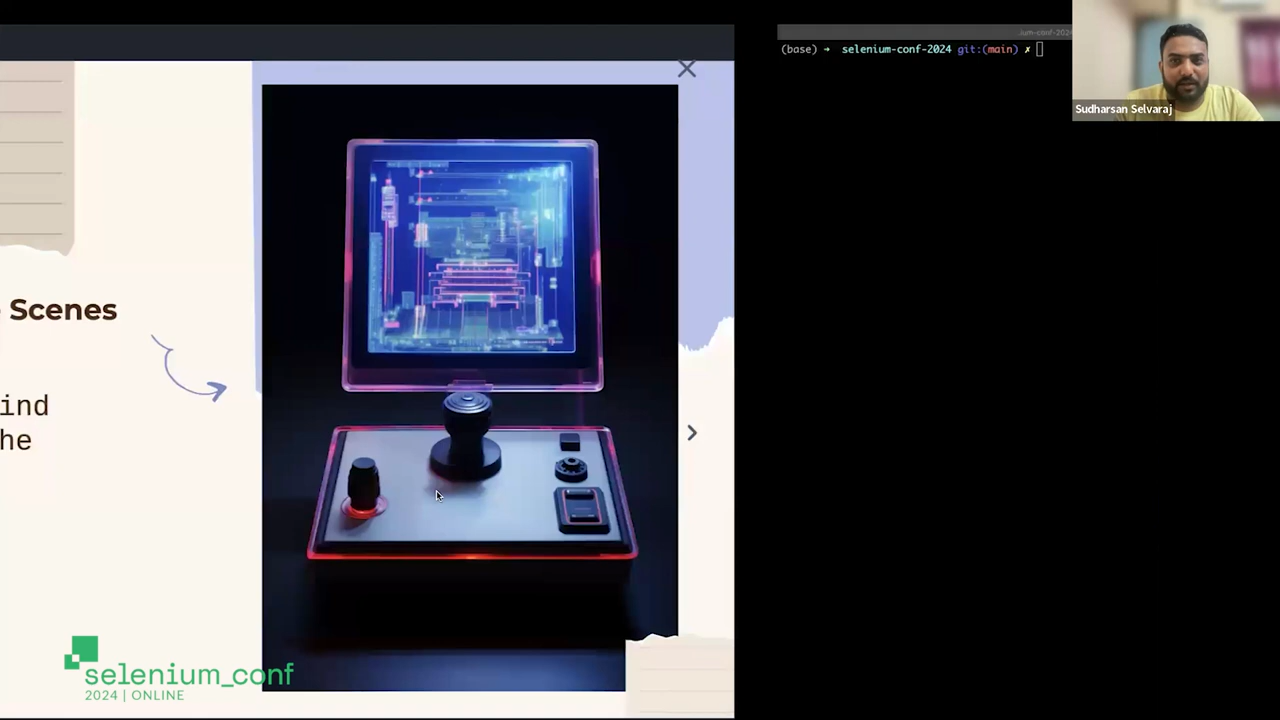 Scenes
ind
he
selenium_conf
2024 | ONLINE
(base) ➜ selenium-conf-2024 git:(main) ✗
Sudharsan Selvaraj